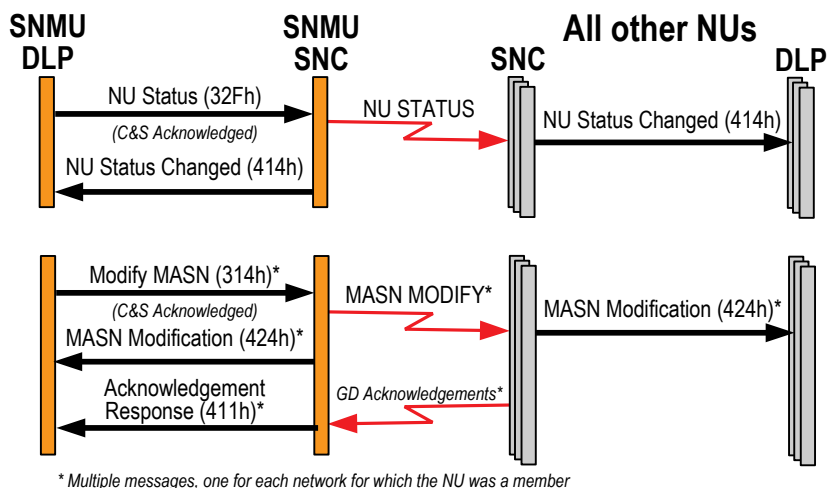 SNMU
DLP
SNMU
SNC
All other NUs
SNC
DLP
NU Status (32Fh)
(C&S Acknowledged)
NU STATUS
NU Status Changed (414h)
NU Status Changed (414h)
Modify MASN (314h)*
(C&S Acknowledged)
MASN MODIFY*
MASN Modification (424h)*
MASN Modification (424h)*
Acknowledgement
Response (411h)*
GD Acknowledgements*
* Multiple messages, one for each network for which the NU was a member